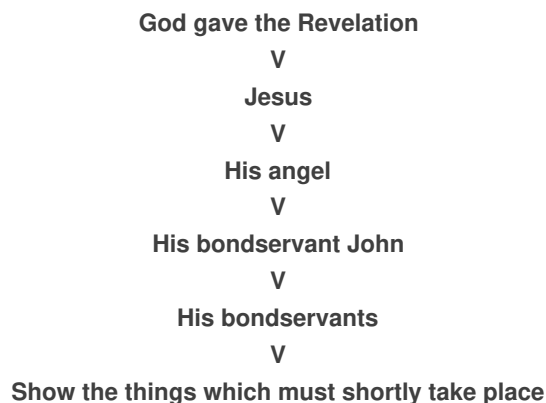 God gave the Revelation
V
Jesus
V
His angel
V
His bondservant John
V
His bondservants
V
Show the things which must shortly take place